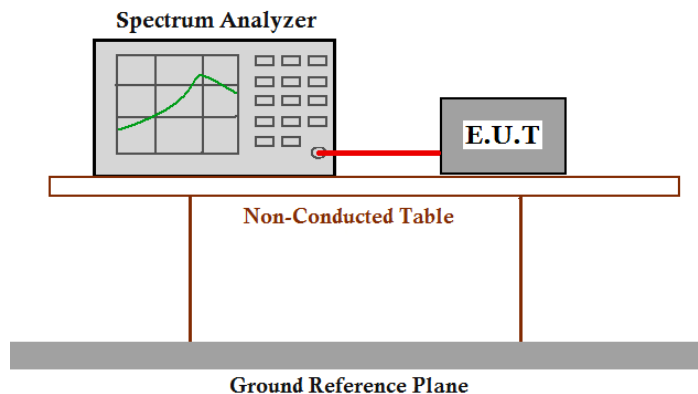 Spectrum Analyzer
E.U.T
Non-Conducted Table
Ground Reference Plane